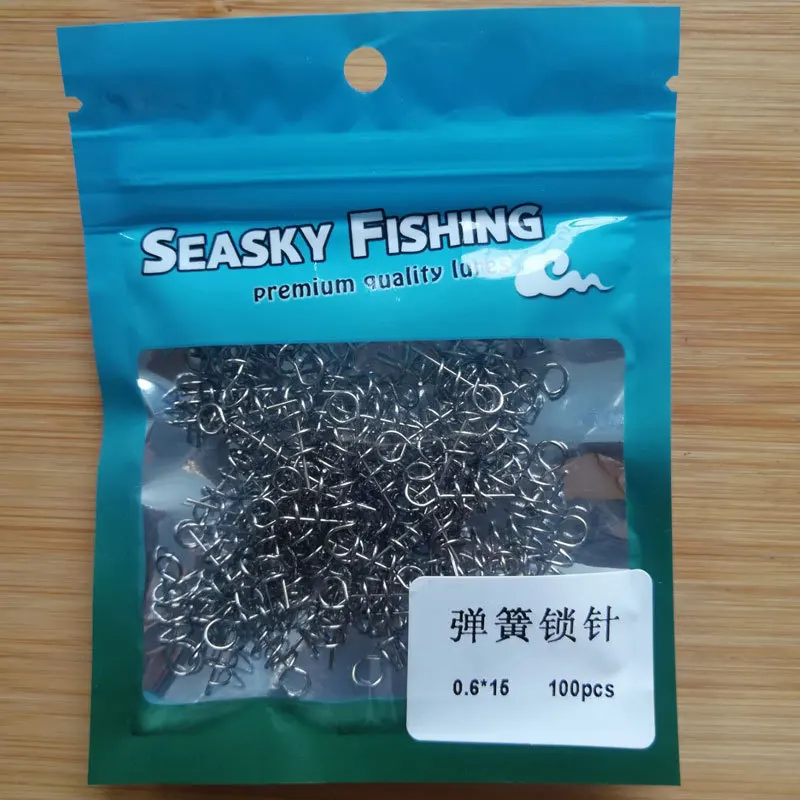 SEASKY FISHING
premium quality lures
弹簧锁针
0.6*15 100pcs